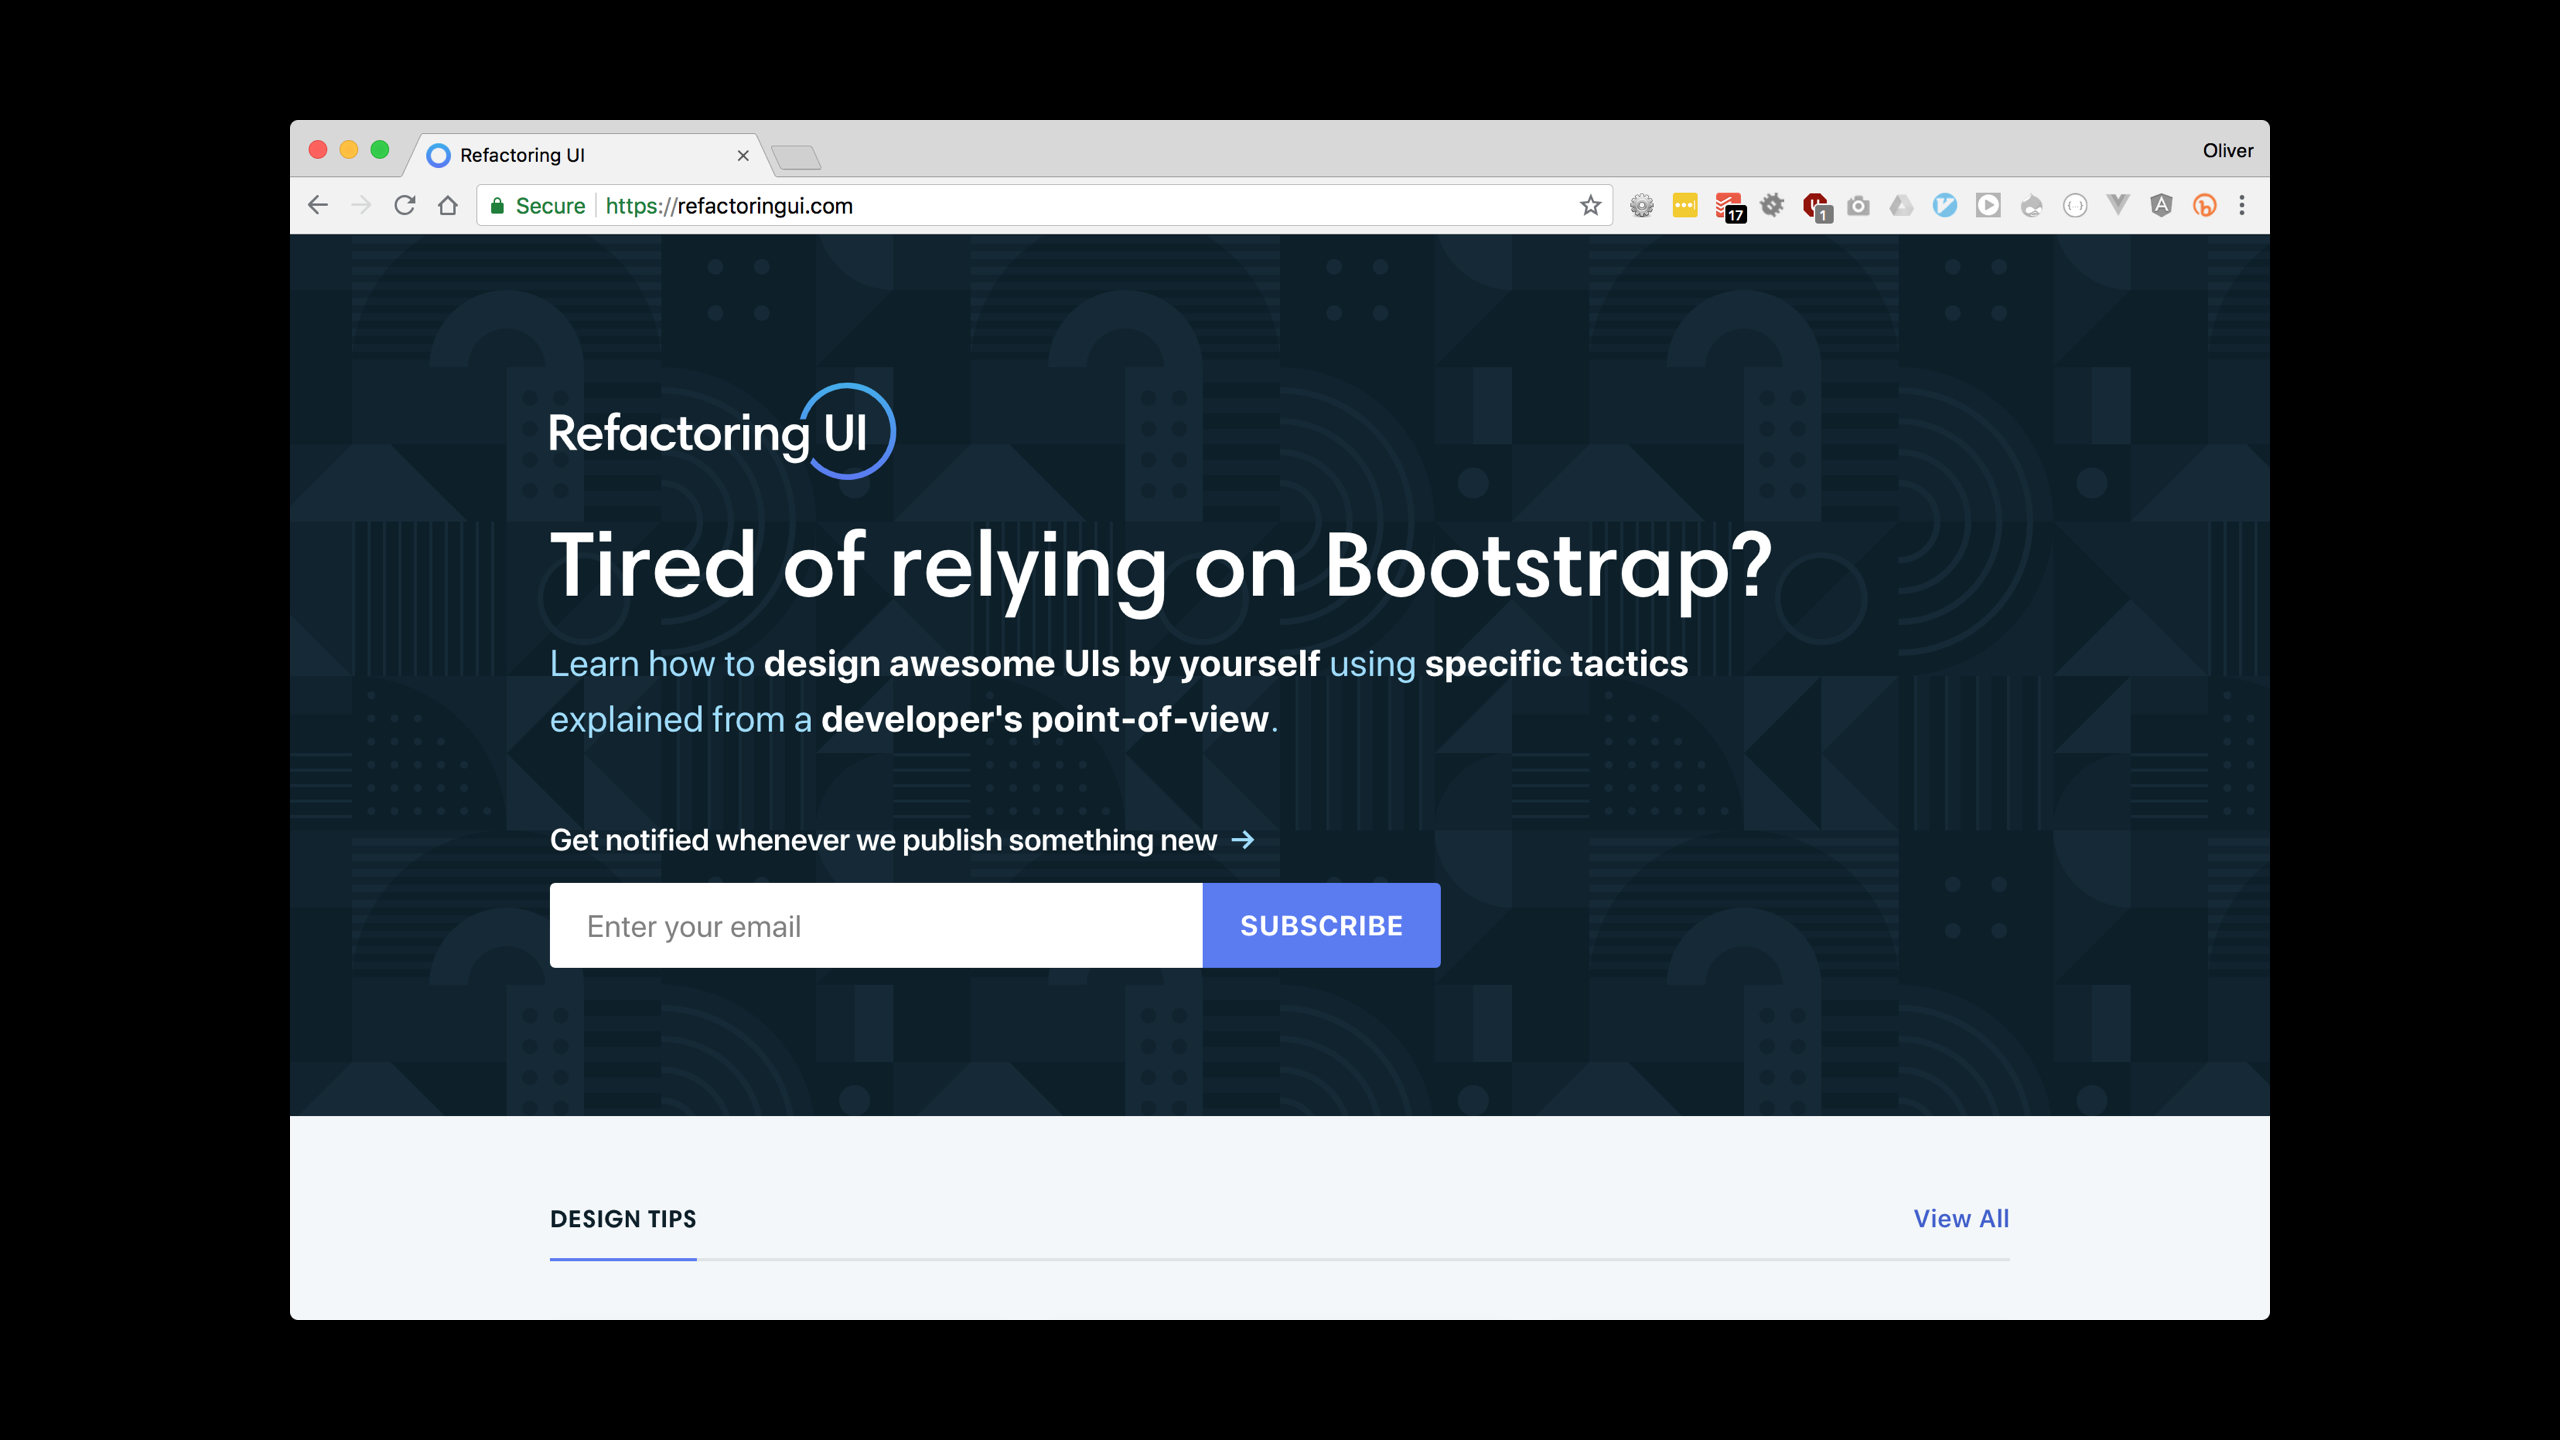 Refactoring UI
Oliver
Secure
https://refactoringui.com
17
1
Refactoring UI
Tired of relying on Bootstrap?
Learn how to design awesome UIs by yourself using specific tactics
explained from a developer's point-of-view.
Get notified whenever we publish something new →
Enter your email
SUBSCRIBE
DESIGN TIPS
View All